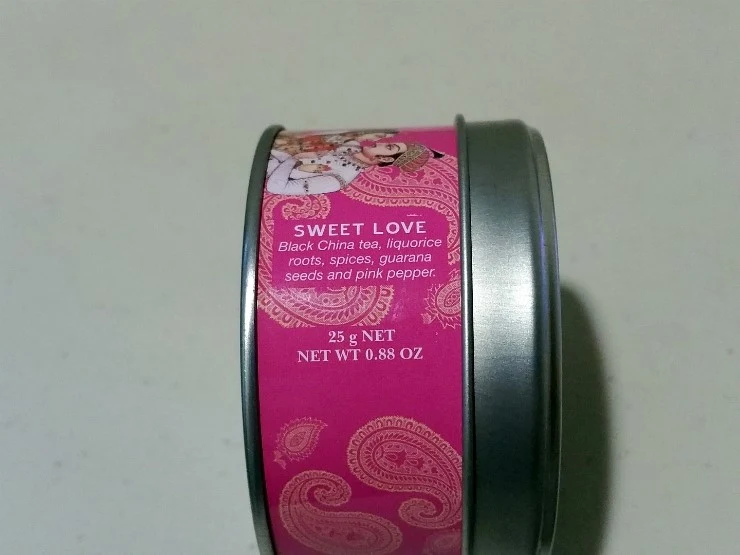 SWEET LOVE
Black China tea, liquorice
roots, spices, guarana
seeds and pink pepper.
25 g NET
NET WT 0.88 OZ